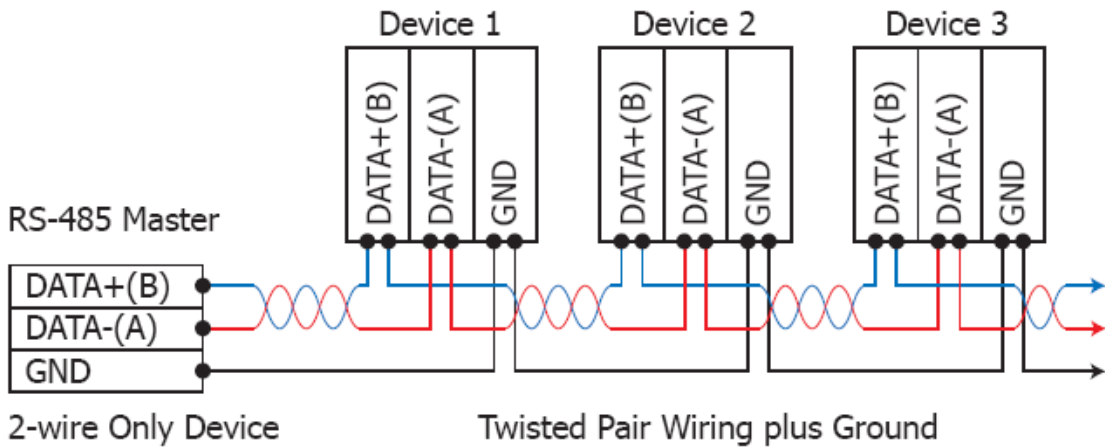 Device 1
Device 2
Device 3
DATA+(B)
DATA-(A)
GND
DATA+(B)
DATA-(A)
GND
DATA+(B)
DATA-(A)
GND
RS-485 Master
DATA+(B)
DATA-(A)
GND
2-wire Only Device
Twisted Pair Wiring plus Ground